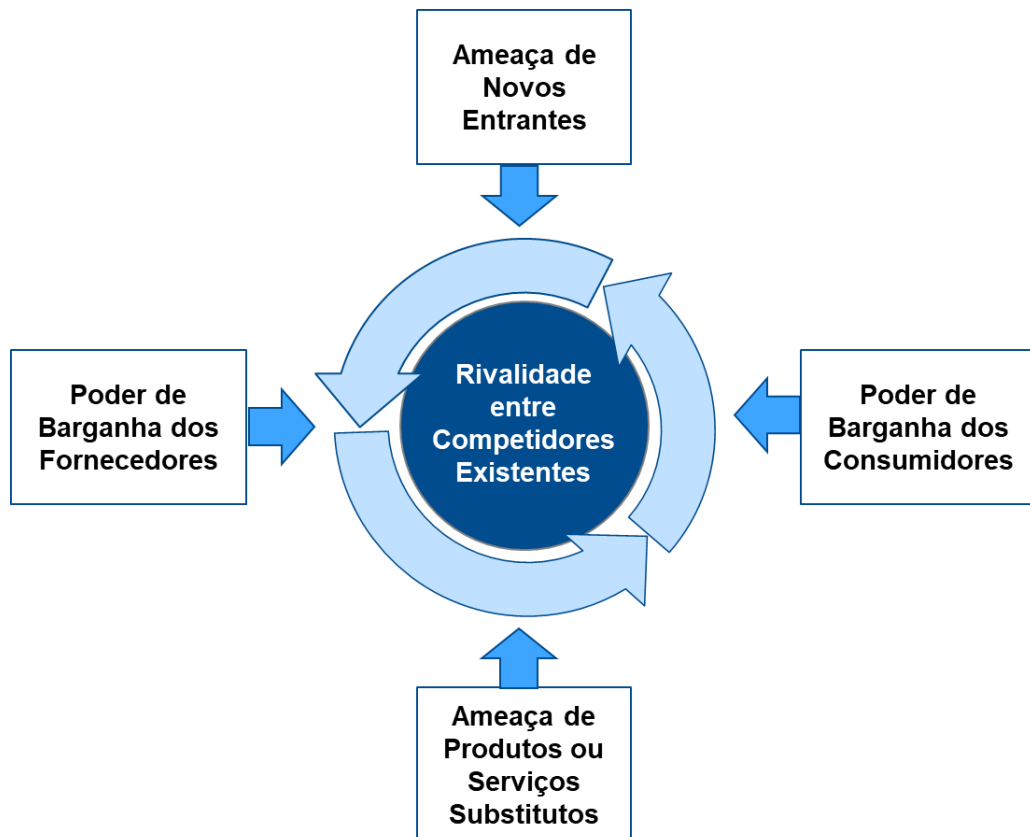 Ameaça de
Novos
Entrantes
Poder de
Barganha dos
Fornecedores
Rivalidade
entre
Competidores
Existentes
Poder de
Barganha dos
Consumidores
Ameaça de
Produtos ou
Serviços
Substitutos